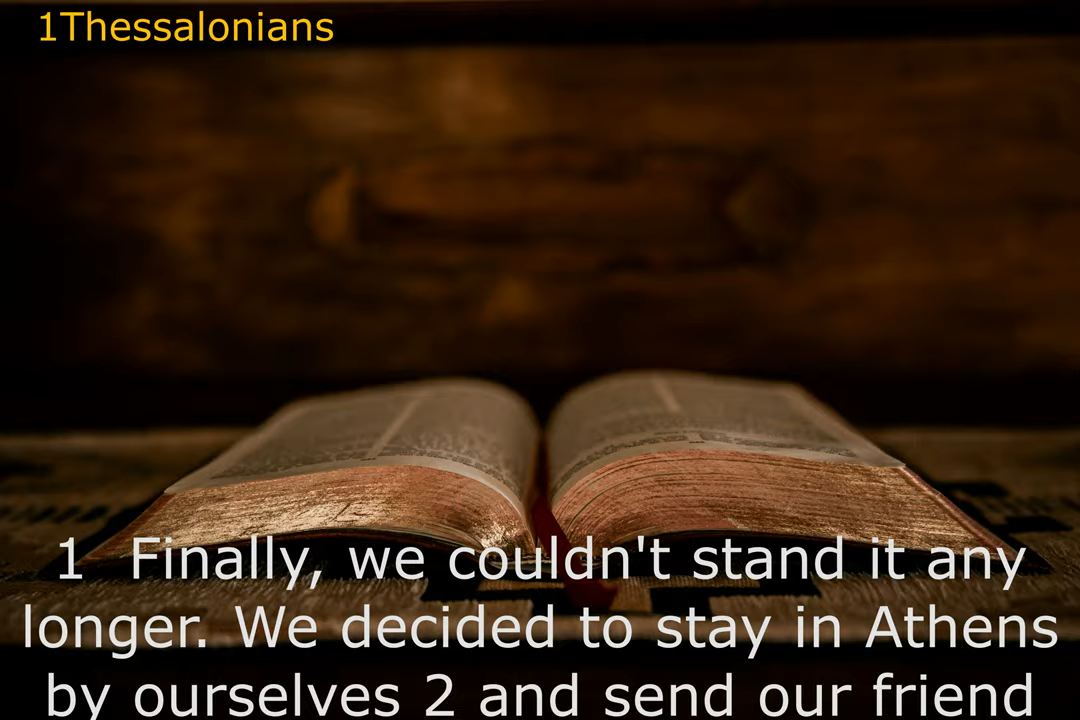 1Thessalonians
1  Finally, we couldn't stand it any
longer. We decided to stay in Athens
by ourselves 2 and send our friend